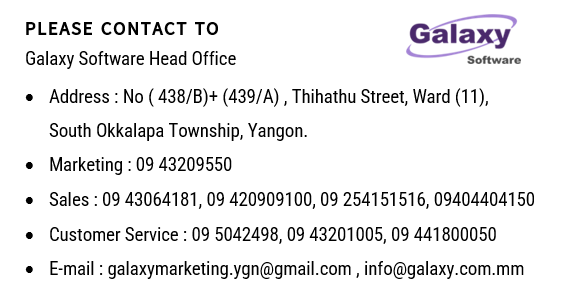 PLEASE CONTACT TO
Galaxy Software Head Office
Galaxy
Software
• Address : No ( 438/B)+ (439/A) , Thihathu Street, Ward (11),
South Okkalapa Township, Yangon.
• Marketing : 09 43209550
• Sales : 09 43064181, 09 420909100, 09 254151516, 09404404150
• Customer Service : 09 5042498, 09 43201005, 09 441800050
• E-mail : galaxymarketing.ygn@gmail.com , info@galaxy.com.mm